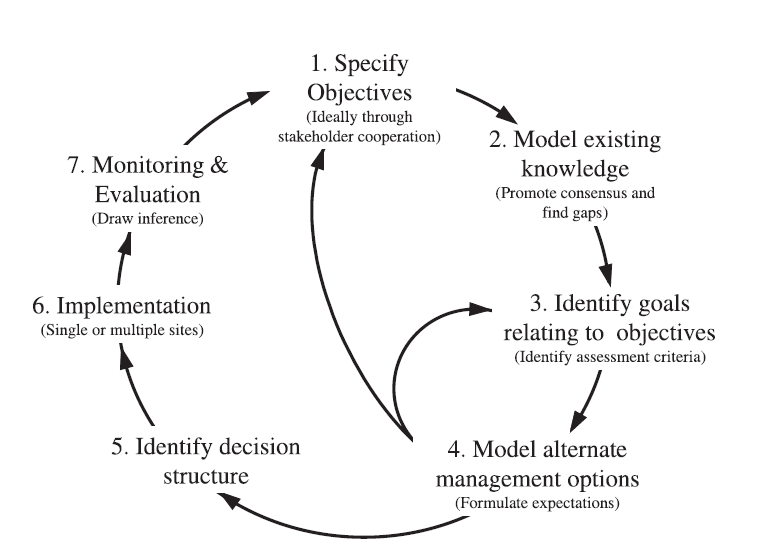 1. Specify
Objectives
(Ideally through
stakeholder cooperation)
2. Model existing
knowledge
(Promote consensus and
find gaps)
3. Identify goals
relating to objectives
(Identify assessment criteria)
4. Model alternate
management options
(Formulate expectations)
5. Identify decision
structure
6. Implementation
(Single or multiple sites)
7. Monitoring &
Evaluation
(Draw inference)